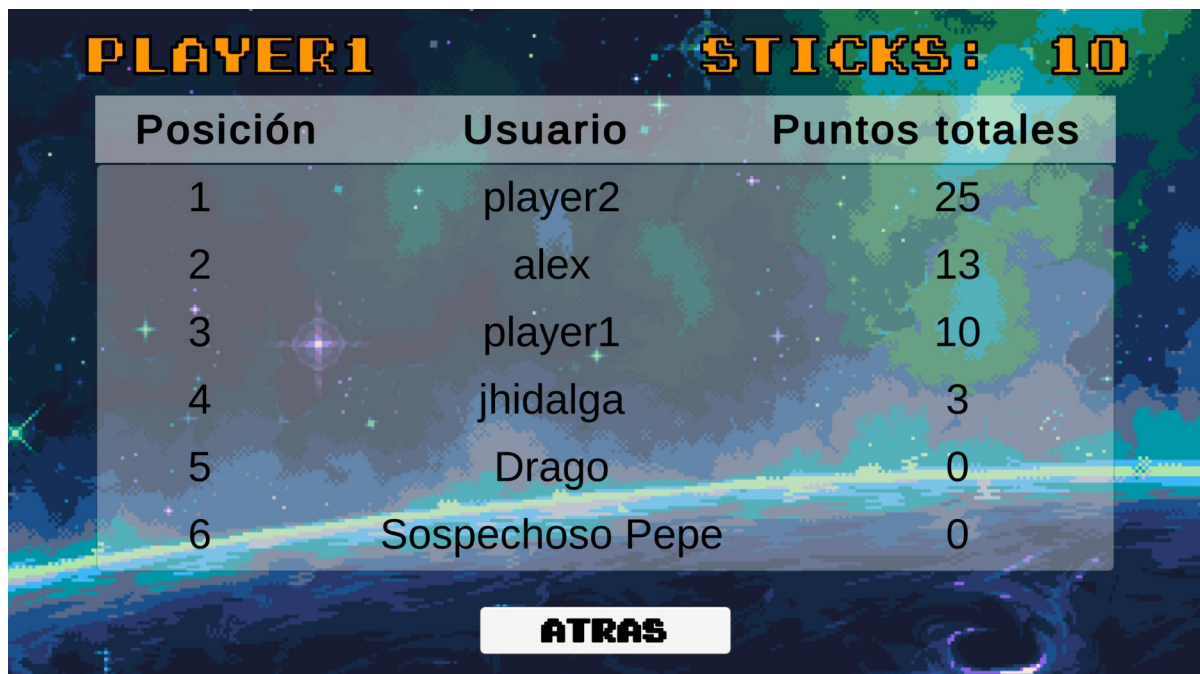 PLAYER1 STICKS: 10
Posición Usuario Puntos totales
1 player2 25
2 alex 13
3 player1 10
4 jhidalga 3
5 Drago 0
6 Sospechoso Pepe 0
ATRAS